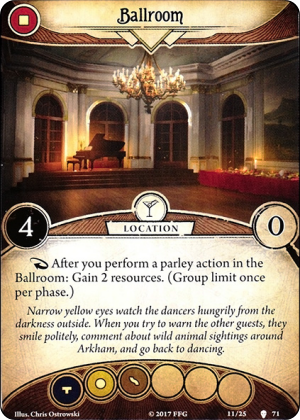 Ballroom
4
LOCATION
0
After you perform a parley action in the
Ballroom: Gain 2 resources. (Group limit once
per phase.)
Narrow yellow eyes watch the dancers hungrily from the
darkness outside. When you try to warn the other guests, they
smile politely, comment about wild animal sightings around
Arkham, and go back to dancing.
Illus. Chris Ostrowski
© 2017 FFG
11/25
71